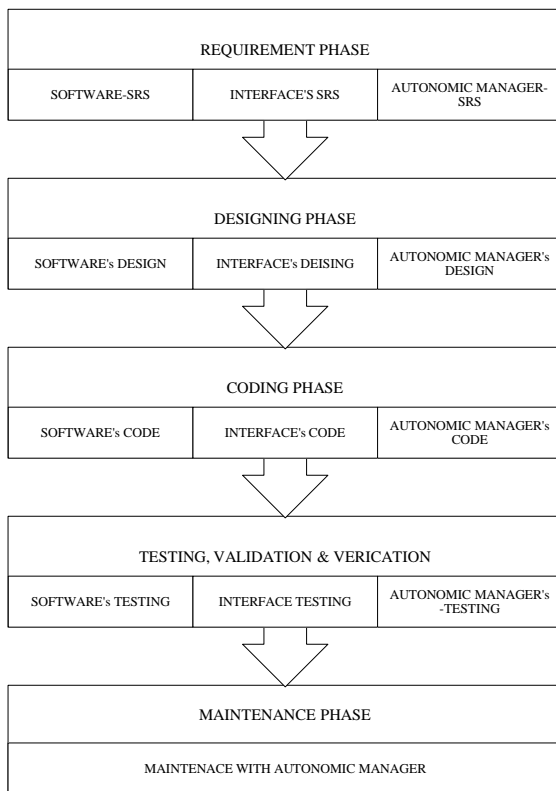 REQUIREMENT PHASE
SOFTWARE-SRS
INTERFACE'S SRS
AUTONOMIC MANAGER-
SRS
DESIGNING PHASE
SOFTWARE's DESIGN
INTERFACE's DEISING
AUTONOMIC MANAGER's
DESIGN
CODING PHASE
SOFTWARE's CODE
INTERFACE's CODE
AUTONOMIC MANAGER's
CODE
TESTING, VALIDATION & VERICATION
SOFTWARE's TESTING
INTERFACE TESTING
AUTONOMIC MANAGER's
-TESTING
MAINTENANCE PHASE
MAINTENACE WITH AUTONOMIC MANAGER